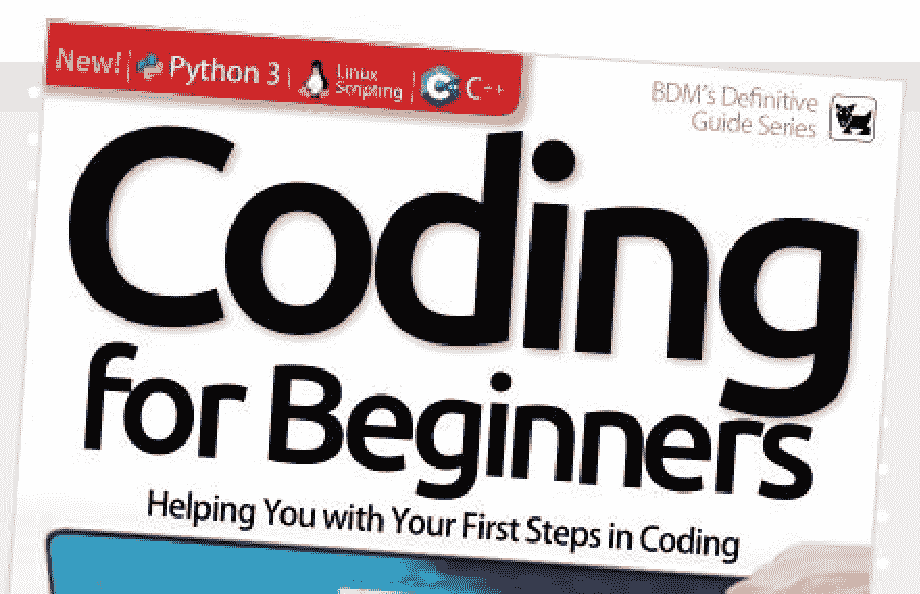 New! Python 3 Linux Scripting C++
BDM's Definitive
Guide Series
Coding
for Beginners
Helping You with Your First Steps in Coding